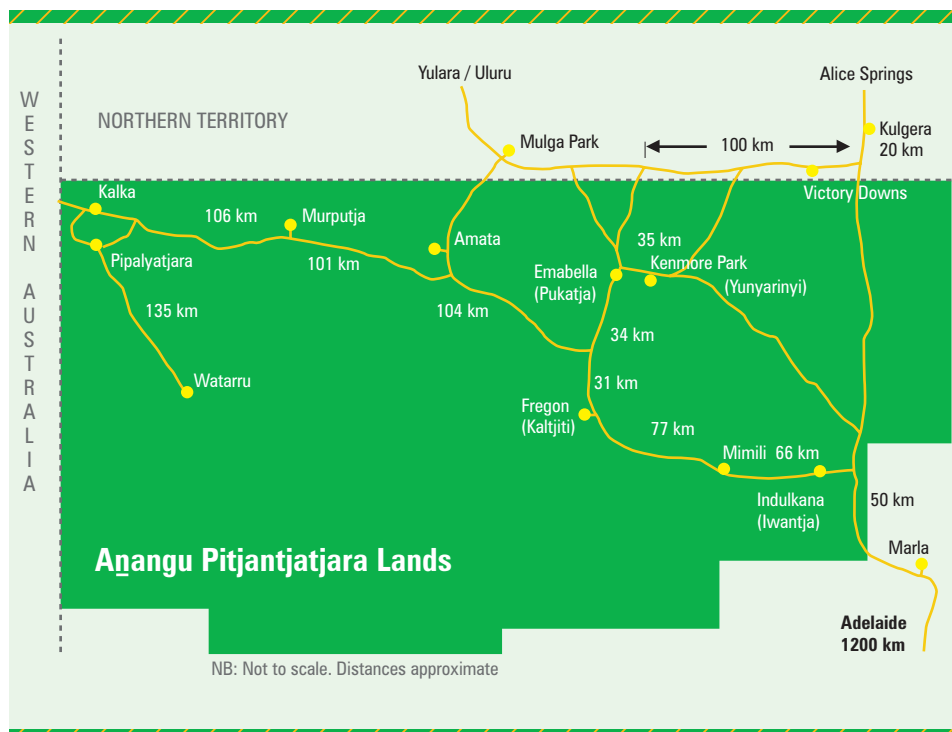 Yulara / Uluru
Alice Springs
WESTERN AUSTRALIA
NORTHERN TERRITORY
Mulga Park
100 km
Kulgera
20 km
Victory Downs
Kalka
106 km
Murputja
Amata
35 km
Pipalyatjara
101 km
Emabella
(Pukatja)
Kenmore Park
(Yunyarinyi)
135 km
104 km
34 km
Watarru
31 km
Fregon
(Kaltjiti)
77 km
Mimili 66 km
Indulkana
(Iwantja)
50 km
Marla
A̲nangu Pitjantjatjara Lands
Adelaide
1200 km
NB: Not to scale. Distances approximate